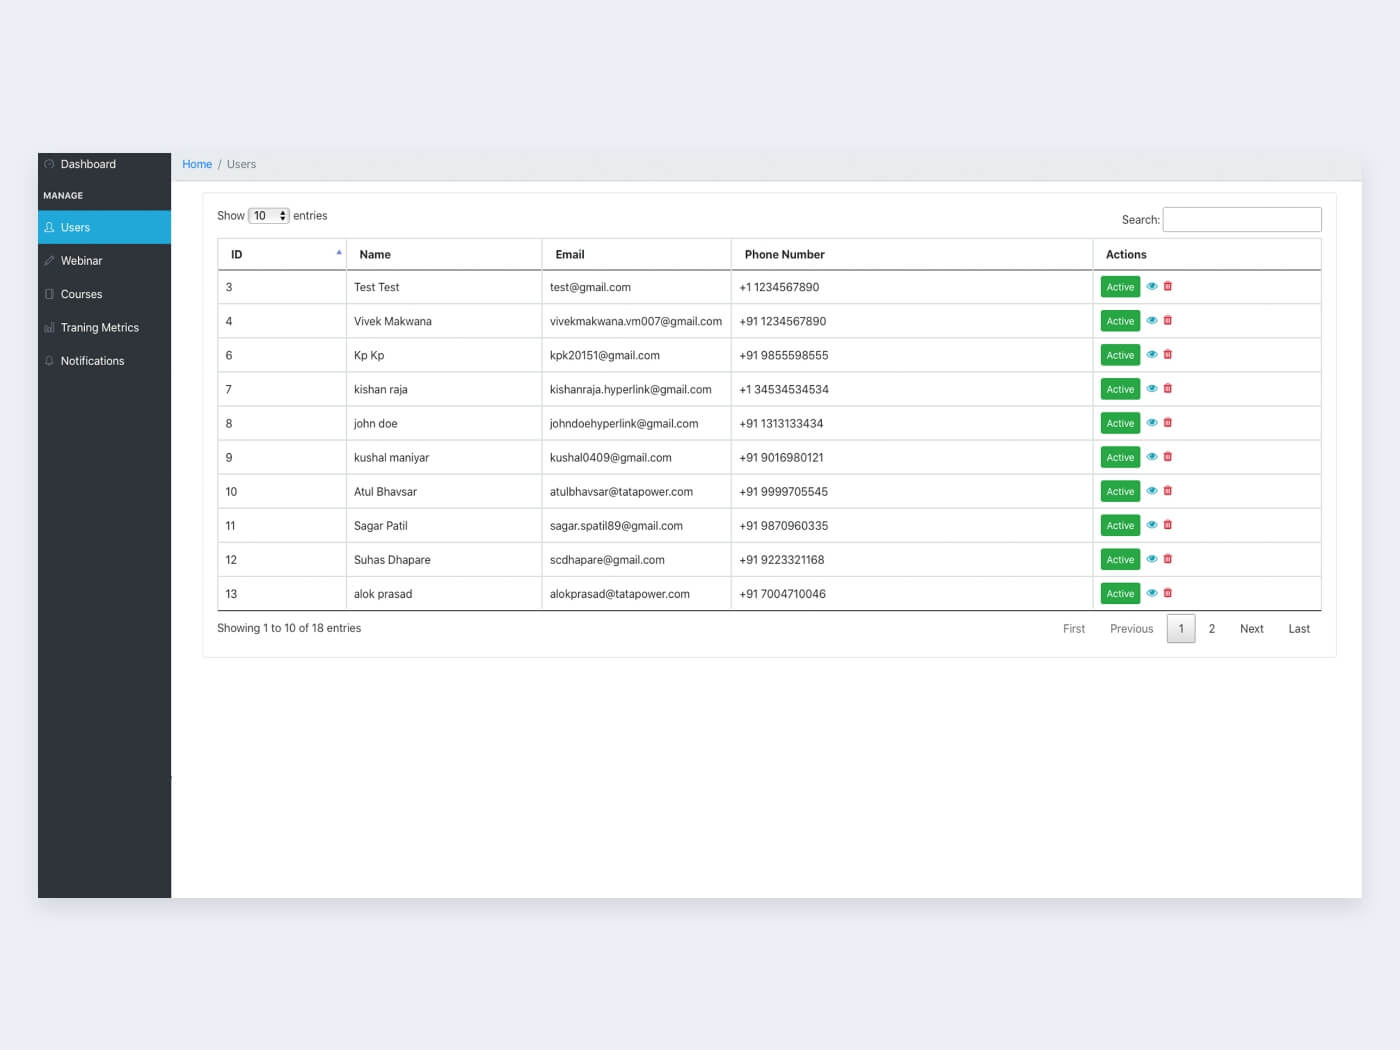 Dashboard
MANAGE
Users
Webinar
Courses
Traning Metrics
Notifications
Home / Users
Show 10 entries
Search:
ID Name Email Phone Number Actions
3 Test Test test@gmail.com +1 1234567890 Active
4 Vivek Makwana vivekmakwana.vm007@gmail.com +91 1234567890 Active
6 Kp Kp kpk20151@gmail.com +91 9855598555 Active
7 kishan raja kishanraja.hyperlink@gmail.com +1 34534534534 Active
8 john doe johndoehyperlink@gmail.com +91 1313133434 Active
9 kushal maniyar kushal0409@gmail.com +91 9016980121 Active
10 Atul Bhavsar atulbhavsar@tatapower.com +91 9999705545 Active
11 Sagar Patil sagar.spatil89@gmail.com +91 9870960335 Active
12 Suhas Dhapare scdhapare@gmail.com +91 9223321168 Active
13 alok prasad alokprasad@tatapower.com +91 7004710046 Active
Showing 1 to 10 of 18 entries
First Previous 1 2 Next Last